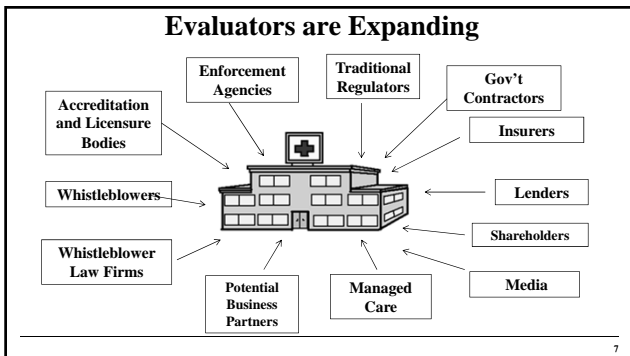 Evaluators are Expanding
Enforcement
Agencies
Traditional
Regulators
Gov't
Contractors
Accreditation
and Licensure
Bodies
Insurers
Whistleblowers
Lenders
Shareholders
Whistleblower
Law Firms
Potential
Business
Partners
Managed
Care
Media
7